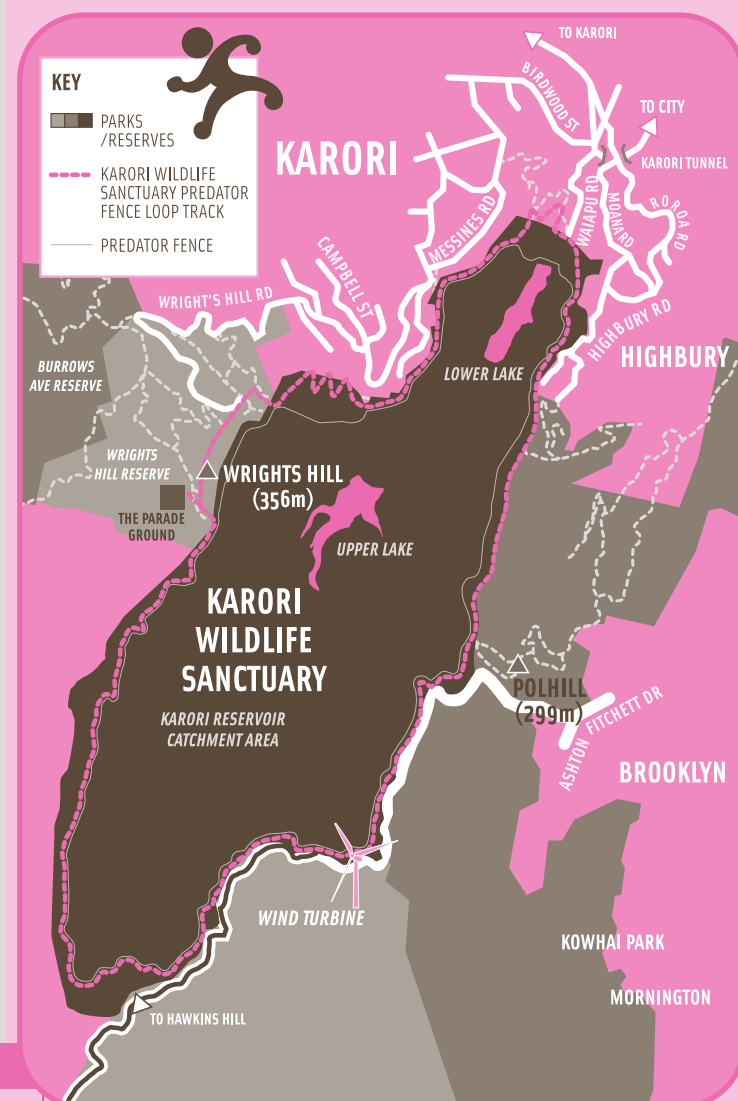 KEY
PARKS
/RESERVES
KARORI WILDLIFE
SANCTUARY PREDATOR
FENCE LOOP TRACK
PREDATOR FENCE
TO KARORI
BIRDWOOD ST
TO CITY
KARORI TUNNEL
KARORI
WAIAPU RD
MOANA RD
RO ROA RD
MESSINES RD
CAMPBELL ST
WRIGHT'S HILL RD
HIGHBURY RD
HIGHBURY
LOWER LAKE
BURROWS
AVE RESERVE
WRIGHTS
HILL RESERVE
WRIGHTS HILL
(356m)
THE PARADE
GROUND
UPPER LAKE
KARORI
WILDLIFE
SANCTUARY
KARORI RESERVOIR
CATCHMENT AREA
POLHILL
(299m)
ASHTON FITCHETT DR
BROOKLYN
WIND TURBINE
KOWHAI PARK
MORNINGTON
TO HAWKINS HILL